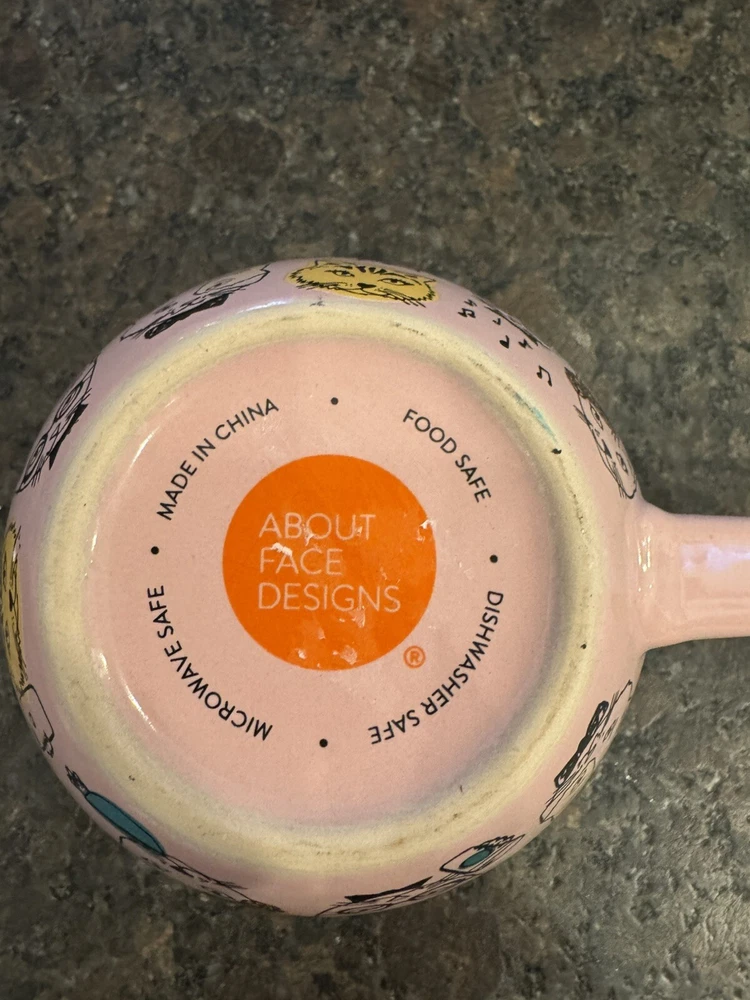 ABOUT
FACE
DESIGNS
®
MADE IN CHINA
FOOD SAFE
DISHWASHER SAFE
MICROWAVE SAFE